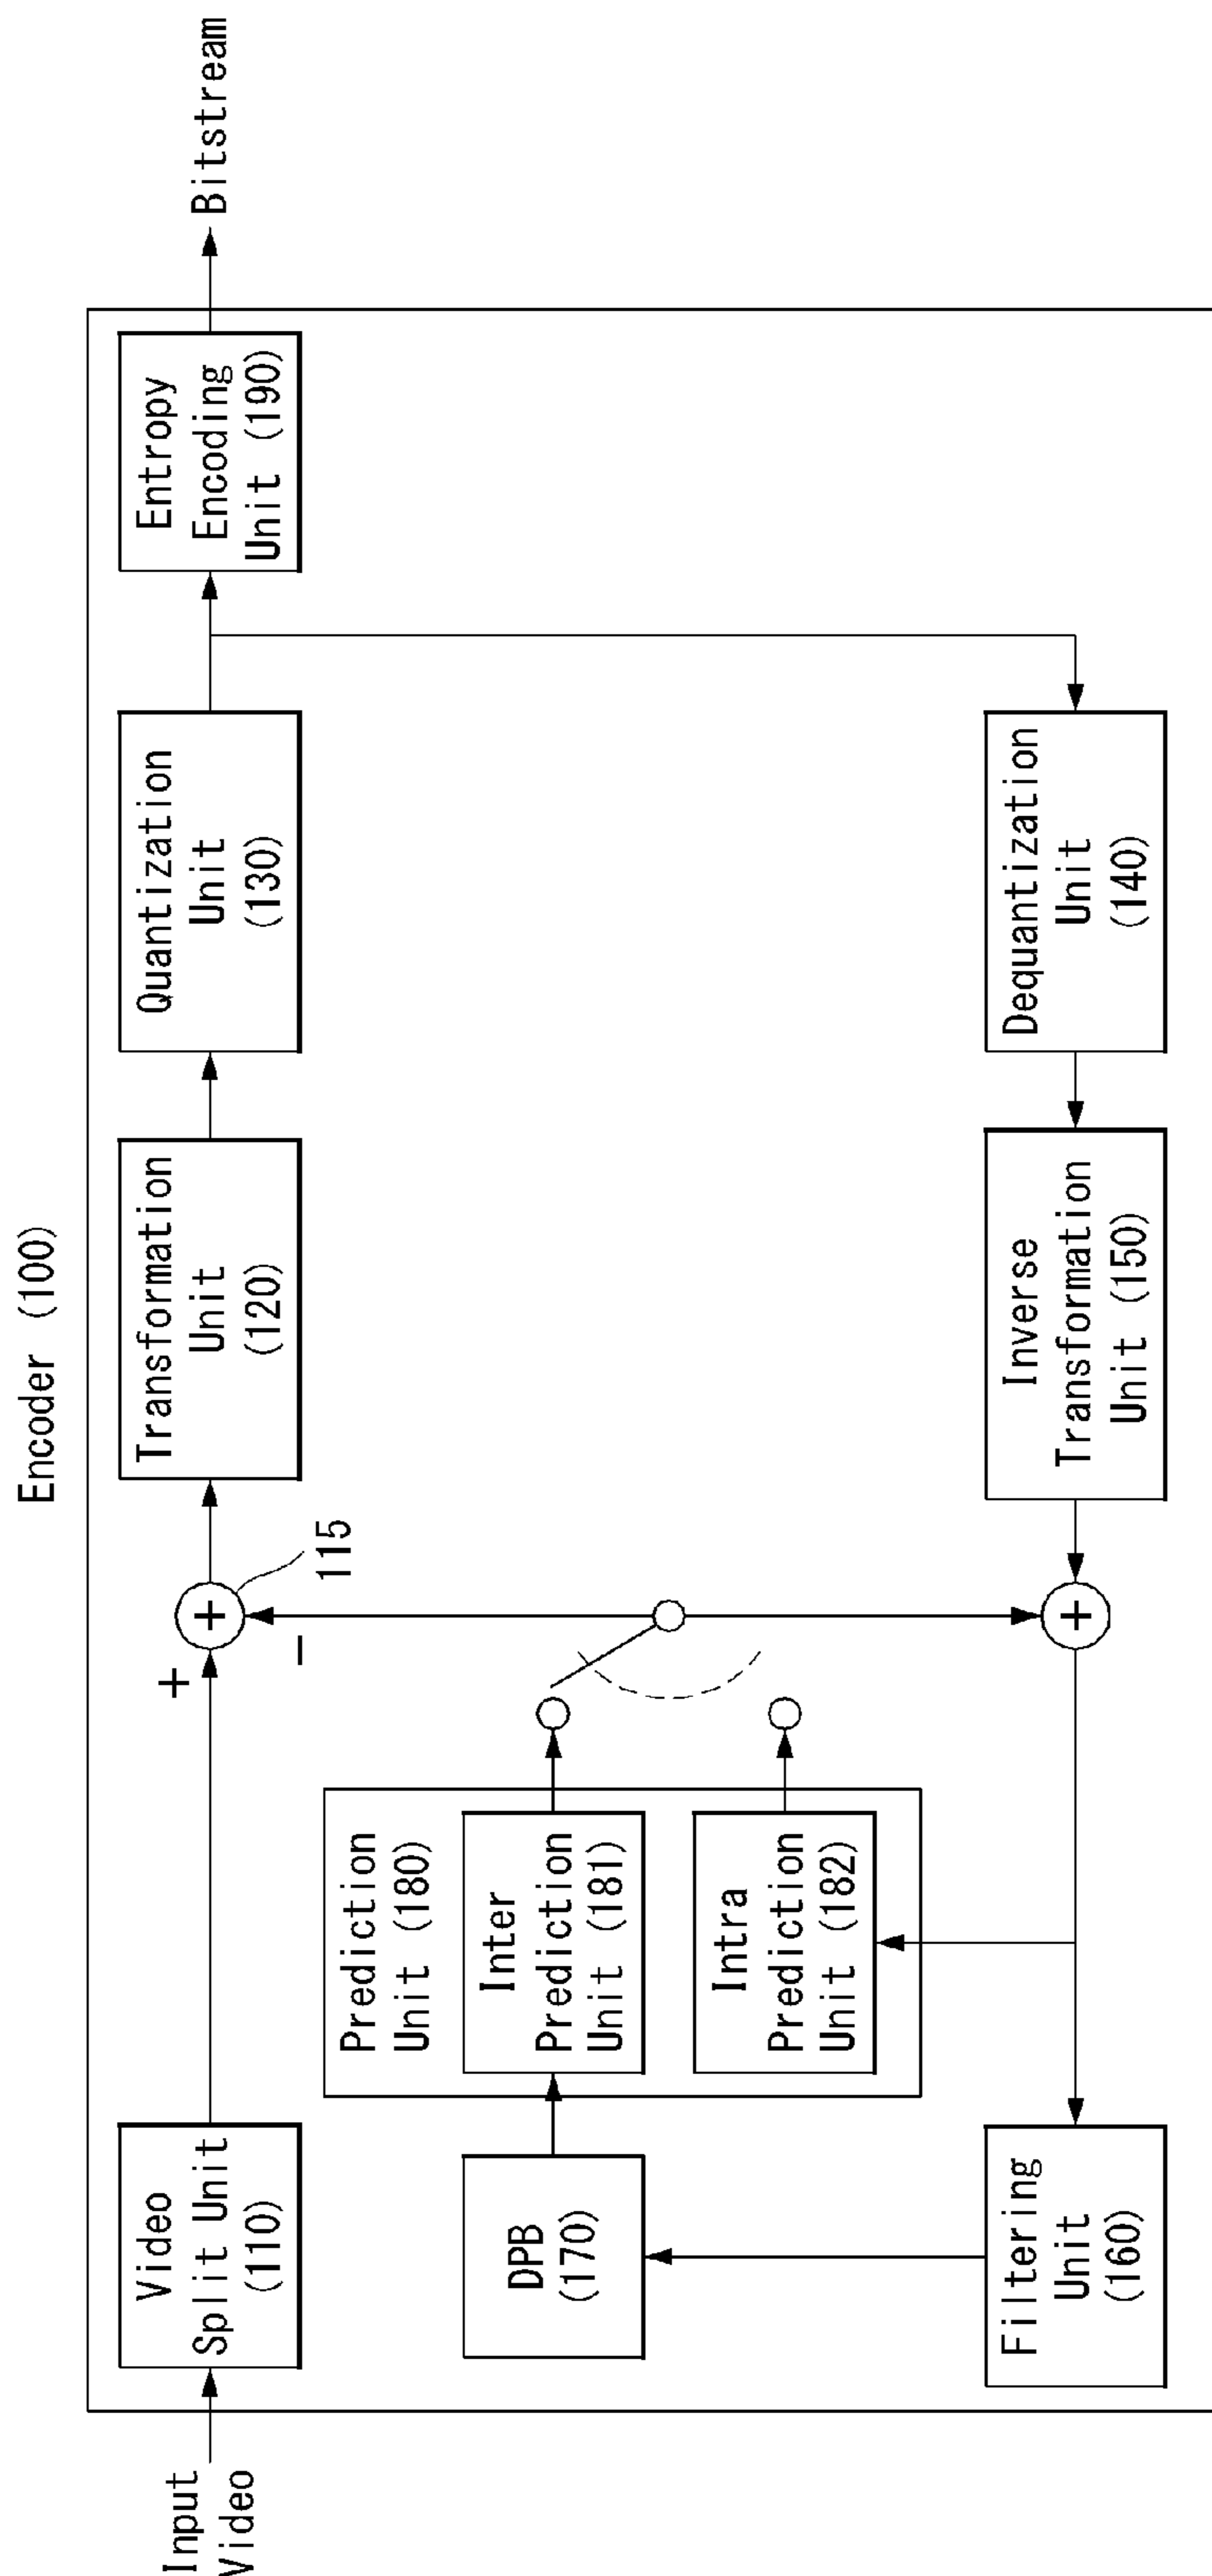 Encoder (100)
Input
Video
Video
Split Unit
(110)
+
−
+
115
Transformation
Unit
(120)
Quantization
Unit
(130)
Entropy
Encoding
Unit (190)
Bitstream
Prediction
Unit (180)
Inter
Prediction
Unit (181)
Intra
Prediction
Unit (182)
DPB
(170)
Filtering
Unit
(160)
+
Inverse
Transformation
Unit (150)
Dequantization
Unit
(140)